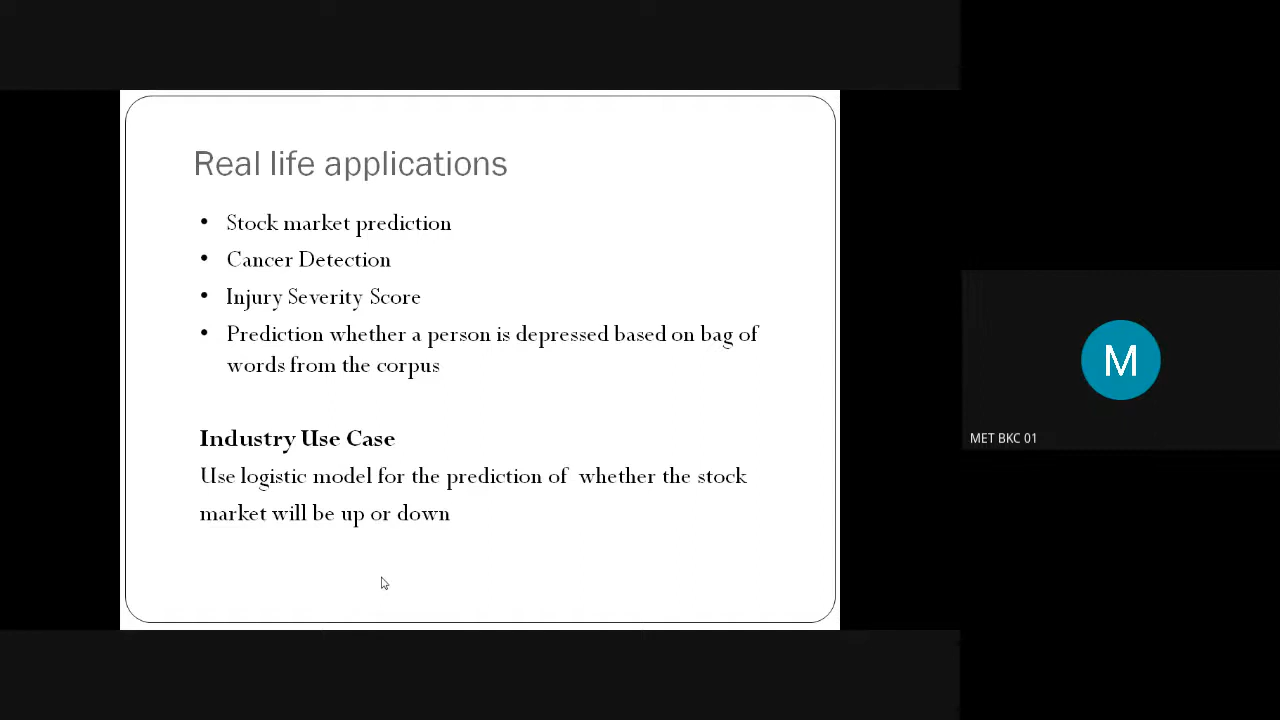 Real life applications
• Stock market prediction
• Cancer Detection
• Injury Severity Score
• Prediction whether a person is depressed based on bag of
words from the corpus
Industry Use Case
Use logistic model for the prediction of  whether the stock
market will be up or down
M
MET BKC 01